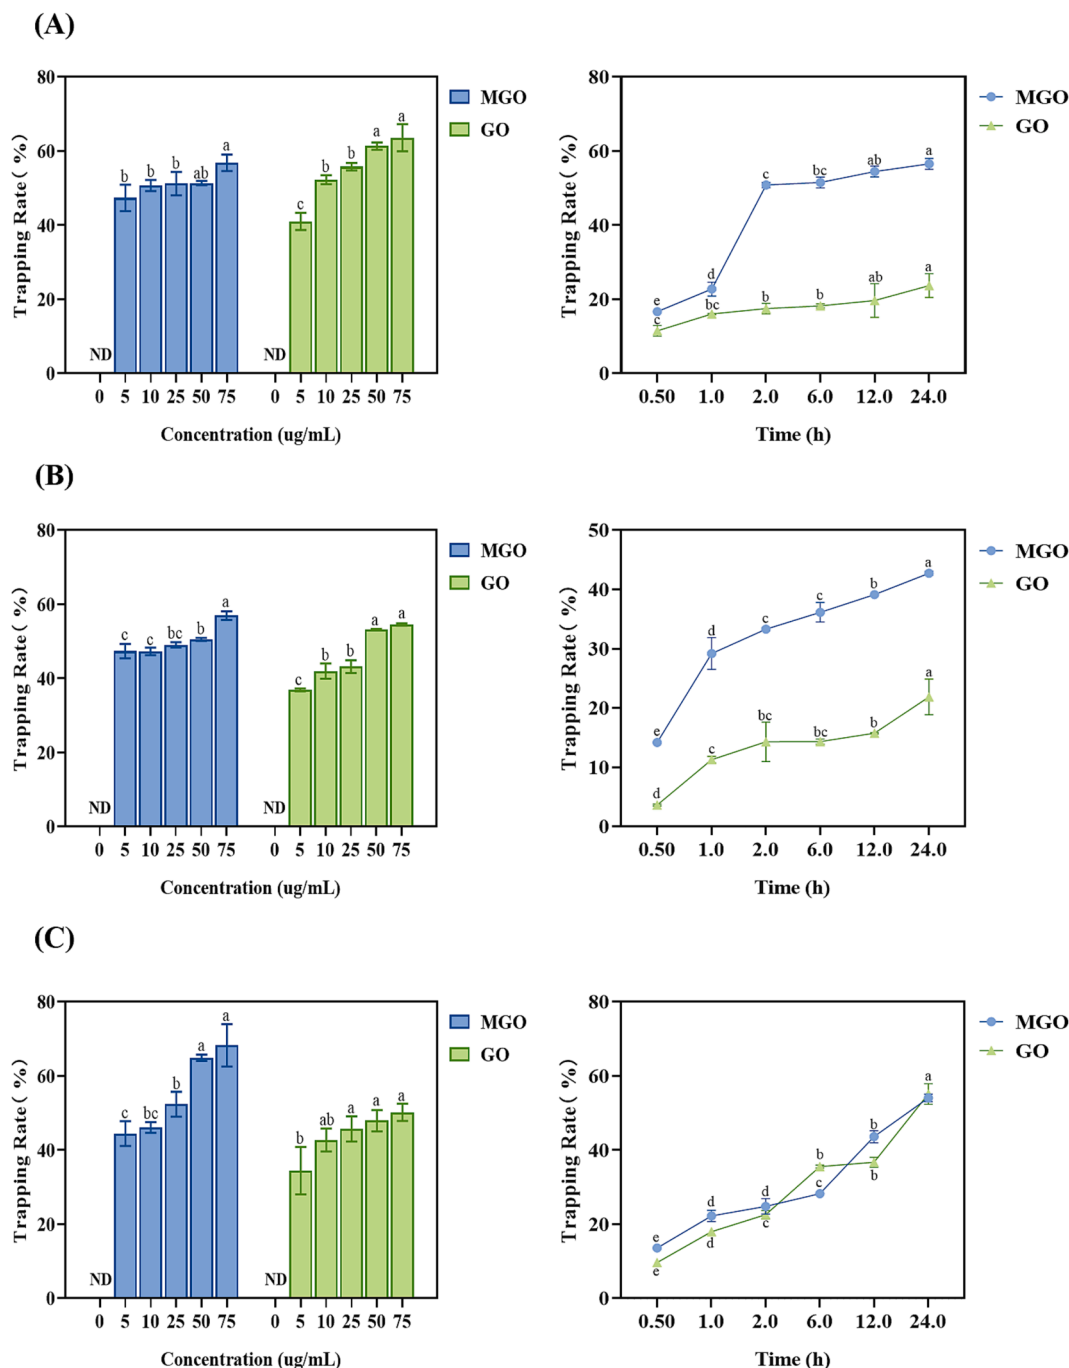 (A)
80
60
40
20
0
Trapping Rate( %)
ND
b
b
b
ab
a
ND
c
b
b
a
a
0 5 10 25 50 75 0 5 10 25 50 75
Concentration (ug/mL)
MGO
GO
80
60
40
20
0
Trapping Rate( %)
e
d
c
bc
ab
a
c
bc
b
b
ab
a
0.50 1.0 2.0 6.0 12.0 24.0
Time (h)
MGO
GO
(B)
80
60
40
20
0
Trapping Rate( %)
ND
c
c
bc
b
a
ND
c
b
b
a
a
0 5 10 25 50 75 0 5 10 25 50 75
Concentration (ug/mL)
MGO
GO
50
40
30
20
10
0
Trapping Rate( %)
e
d
c
c
b
a
d
c
bc
bc
b
a
0.50 1.0 2.0 6.0 12.0 24.0
Time (h)
MGO
GO
(C)
80
60
40
20
0
Trapping Rate( %)
ND
c
bc
b
a
a
ND
b
ab
a
a
a
0 5 10 25 50 75 0 5 10 25 50 75
Concentration (ug/mL)
MGO
GO
80
60
40
20
0
Trapping Rate( %)
e
d
d
c
b
a
e
d
c
b
b
0.50 1.0 2.0 6.0 12.0 24.0
Time (h)
MGO
GO